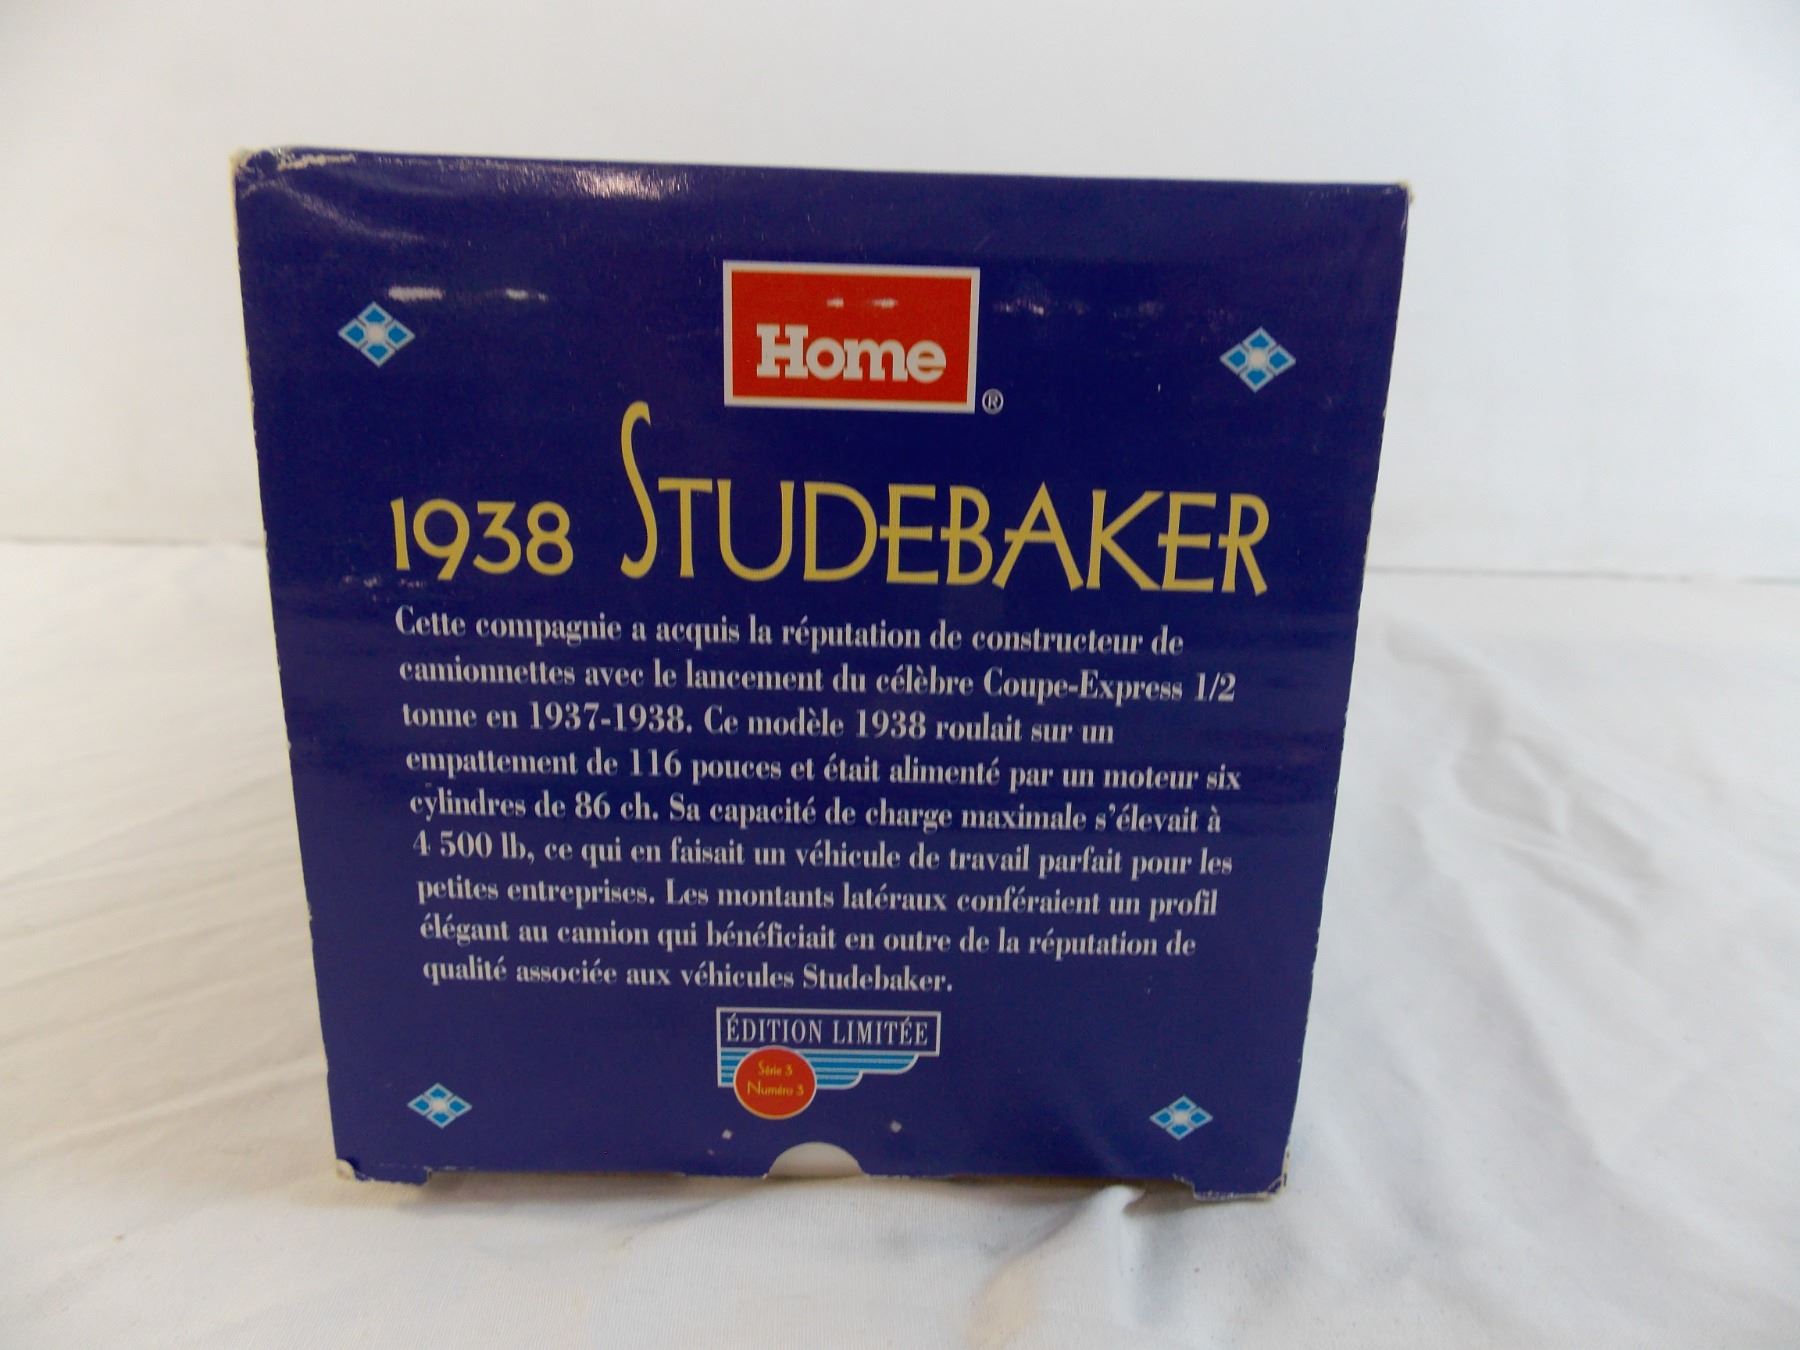 Home
®
1938 STUDEBAKER
Cette compagnie a acquis la réputation de constructeur de
camionnettes avec le lancement du célèbre Coupe-Express 1/2
tonne en 1937-1938. Ce modèle 1938 roulait sur un
empattement de 116 pouces et était alimenté par un moteur six
cylindres de 86 ch. Sa capacité de charge maximale s'élevait à
4 500 lb, ce qui en faisait un véhicule de travail parfait pour les
petites entreprises. Les montants latéraux conféraient un profil
élégant au camion qui bénéficiait en outre de la réputation de
qualité associée aux véhicules Studebaker.
ÉDITION LIMITÉE
Série 3
Numéro 3